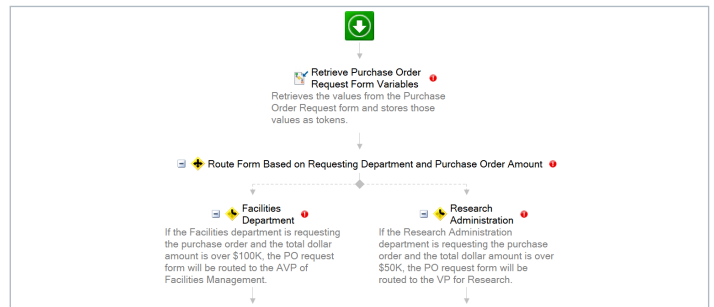 Retrieve Purchase Order
Request Form Variables
Retrieves the values from the Purchase
Order Request form and stores those
values as tokens.
Route Form Based on Requesting Department and Purchase Order Amount
Facilities
Department
If the Facilities department is requesting
the purchase order and the total dollar
amount is over $100K, the PO request
form will be routed to the AVP of
Facilities Management.
Research
Administration
If the Research Administration
department is requesting the purchase
order and the total dollar amount is over
$50K, the PO request form will be
routed to the VP for Research.